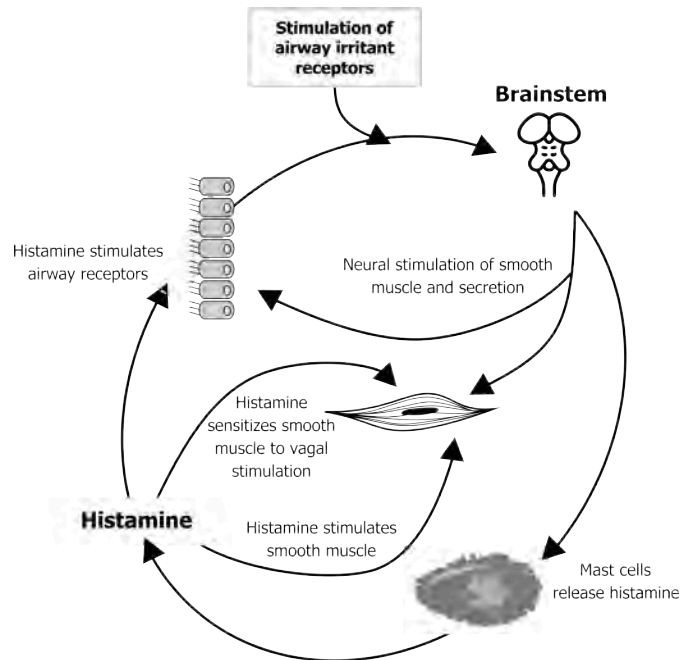 Stimulation of
airway irritant
receptors
Brainstem
Histamine stimulates
airway receptors
Neural stimulation of smooth
muscle and secretion
Histamine
sensitizes smooth
muscle to vagal
stimulation
Histamine
Histamine stimulates
smooth muscle
Mast cells
release histamine